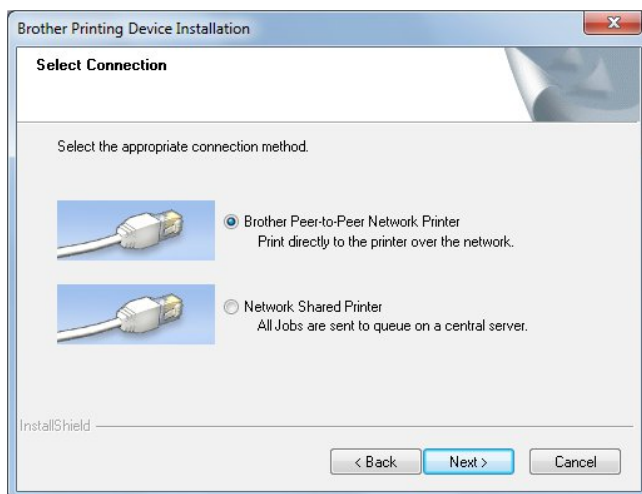 Brother Printing Device Installation
Select Connection
Select the appropriate connection method.
Brother Peer-to-Peer Network Printer
Print directly to the printer over the network.
Network Shared Printer
All Jobs are sent to queue on a central server.
InstallShield
< Back
Next >
Cancel